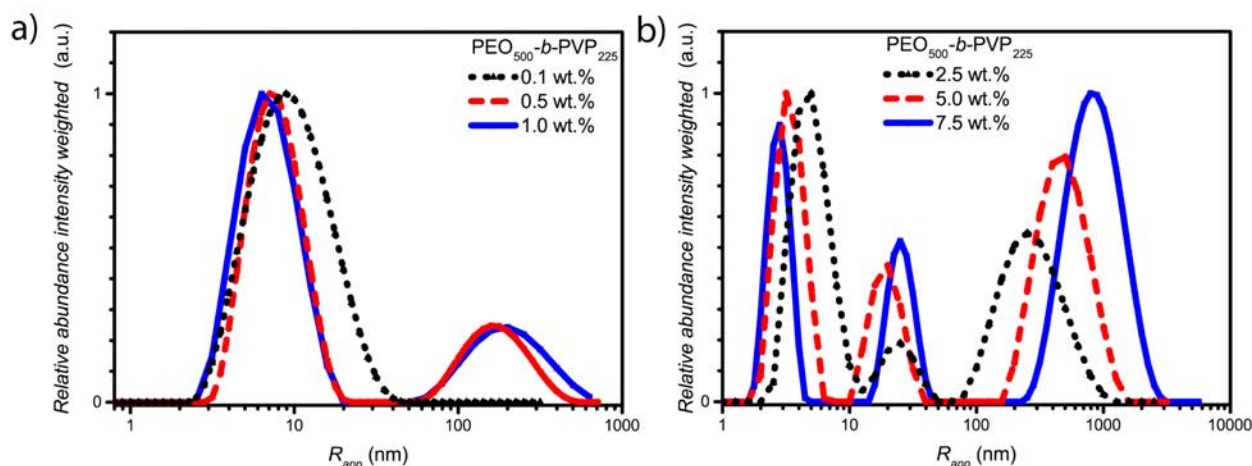 a)
Relative abundance intensity weighted (a.u.)
1
0
PEO500-b-PVP225
0.1 wt.%
0.5 wt.%
1.0 wt.%
1
10
100
1000
Rapp (nm)
b)
Relative abundance intensity weighted (a.u.)
1
0
PEO500-b-PVP225
2.5 wt.%
5.0 wt.%
7.5 wt.%
1
10
100
1000
10000
Rapp (nm)